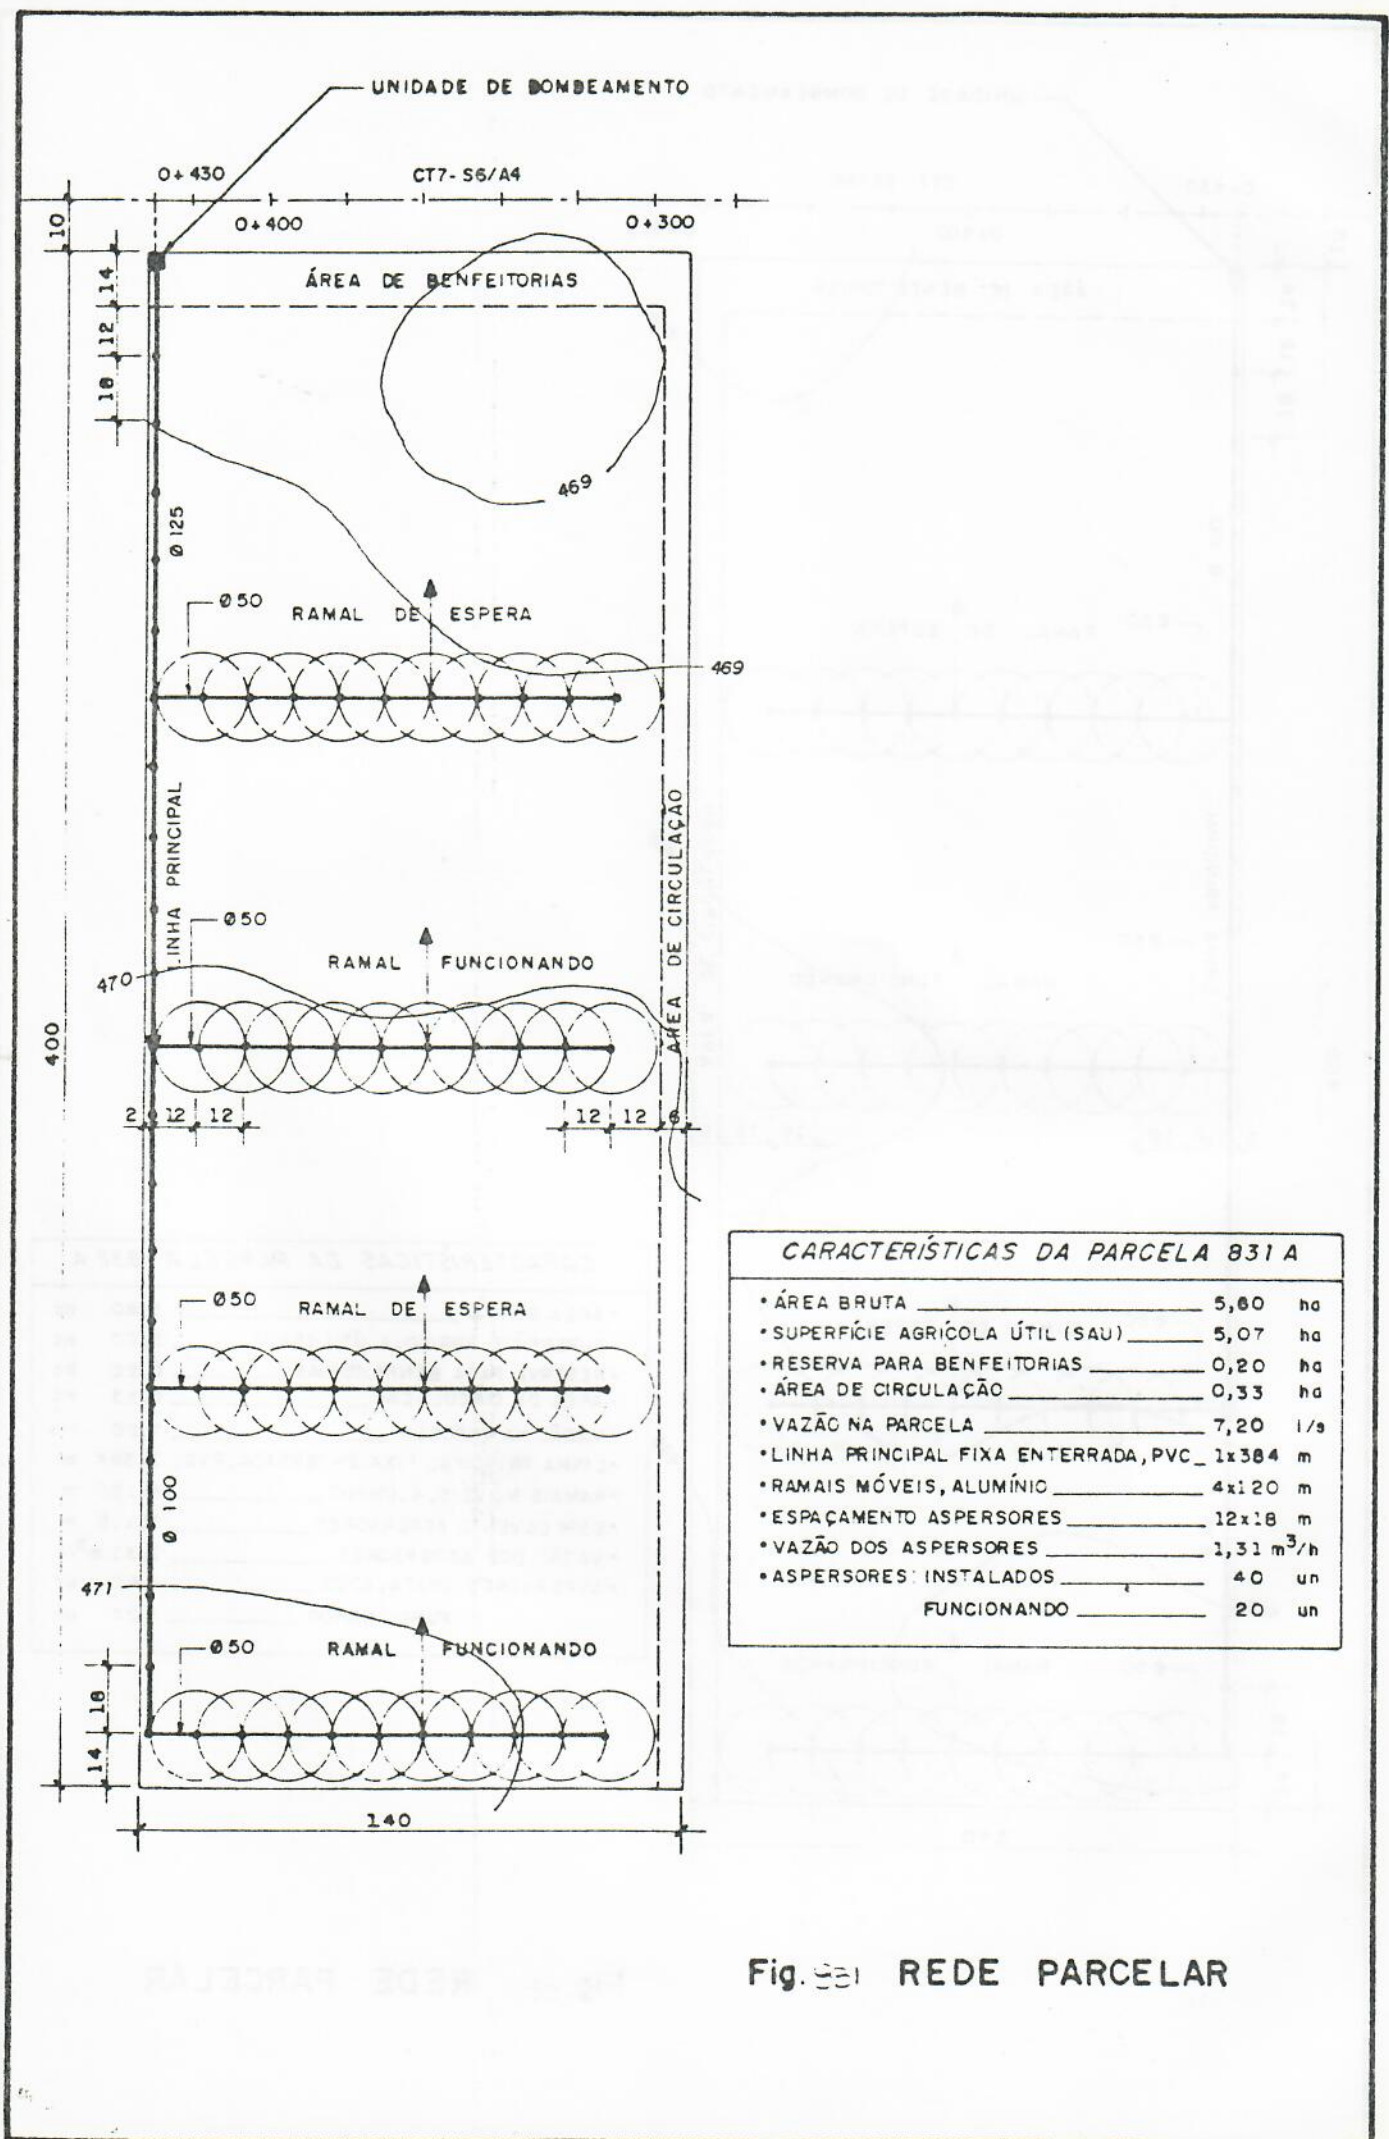 UNIDADE DE BOMBEAMENTO
0+430
CT7-S6/A4
0+400
0+300
10
14
12
18
ÁREA DE BENFEITORIAS
469
Ø 125
Ø50
RAMAL DE ESPERA
469
LINHA PRINCIPAL
ÁREA DE CIRCULAÇÃO
Ø50
RAMAL FUNCIONANDO
470
400
2 12 12
12 12 6
Ø50
RAMAL DE ESPERA
Ø 100
471
Ø50
RAMAL FUNCIONANDO
18
14
140
CARACTERÍSTICAS DA PARCELA 831 A
• ÁREA BRUTA 5,60 ha
• SUPERFÍCIE AGRÍCOLA ÚTIL (SAU) 5,07 ha
• RESERVA PARA BENFEITORIAS 0,20 ha
• ÁREA DE CIRCULAÇÃO 0,33 ha
• VAZÃO NA PARCELA 7,20 l/s
• LINHA PRINCIPAL FIXA ENTERRADA, PVC 1x384 m
• RAMAIS MÓVEIS, ALUMÍNIO 4x120 m
• ESPAÇAMENTO ASPERSORES 12x18 m
• VAZÃO DOS ASPERSORES 1,31 m³/h
• ASPERSORES: INSTALADOS 40 un
FUNCIONANDO 20 un
Fig. REDE PARCELAR